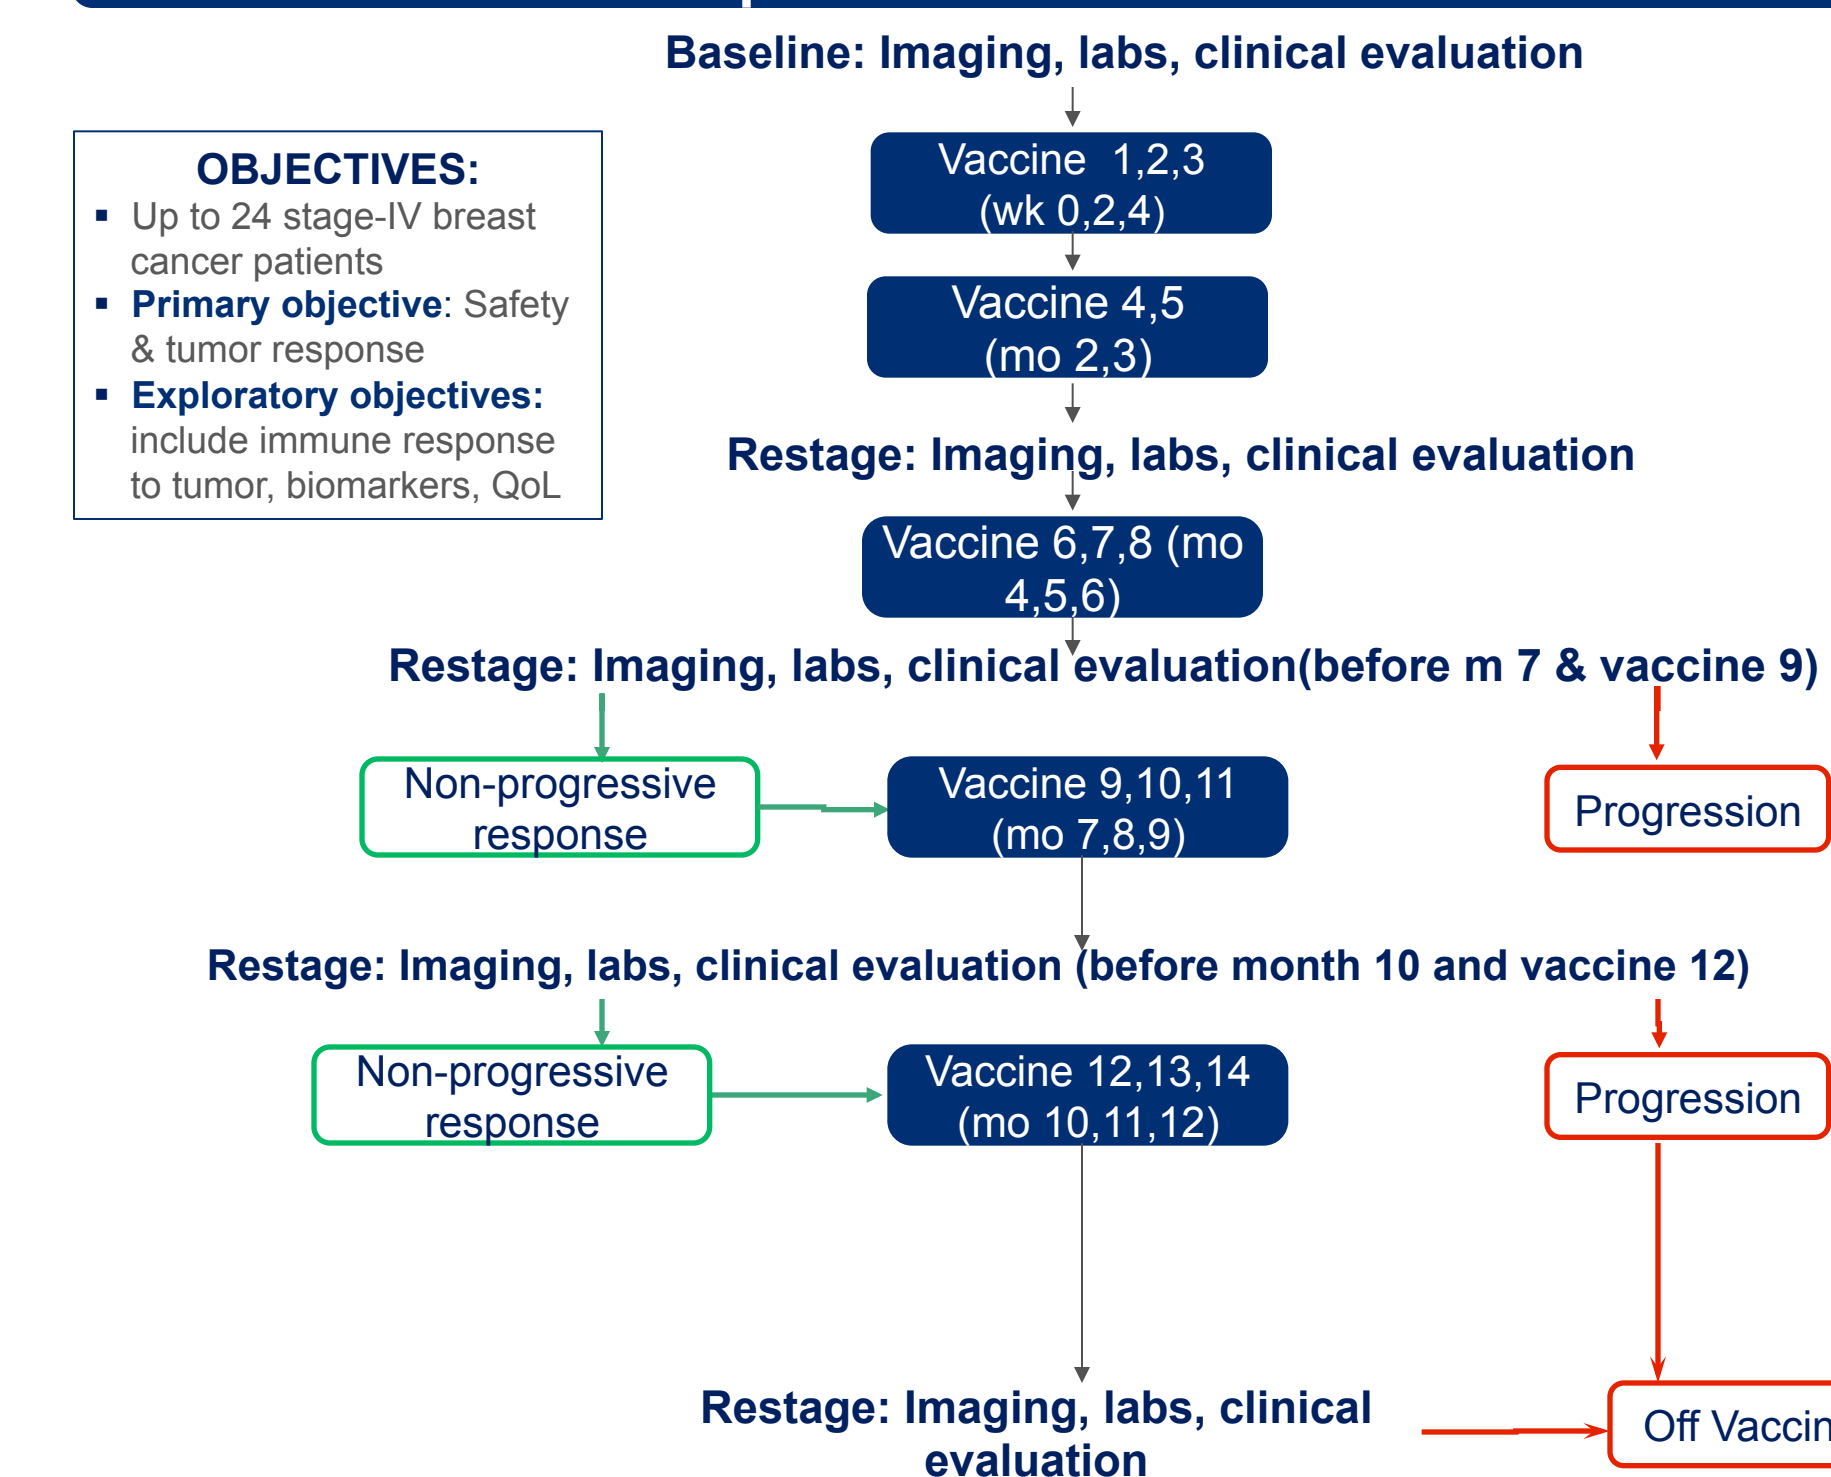 Baseline: Imaging, labs, clinical evaluation
OBJECTIVES:
▪ Up to 24 stage-IV breast
cancer patients
▪ Primary objective: Safety
& tumor response
▪ Exploratory objectives:
include immune response
to tumor, biomarkers, QoL
Vaccine 1,2,3
(wk 0,2,4)
Vaccine 4,5
(mo 2,3)
Restage: Imaging, labs, clinical evaluation
Vaccine 6,7,8 (mo
4,5,6)
Restage: Imaging, labs, clinical evaluation(before m 7 & vaccine 9)
Non-progressive
response
Vaccine 9,10,11
(mo 7,8,9)
Progression
Restage: Imaging, labs, clinical evaluation (before month 10 and vaccine 12)
Non-progressive
response
Vaccine 12,13,14
(mo 10,11,12)
Progression
Restage: Imaging, labs, clinical
evaluation
Off